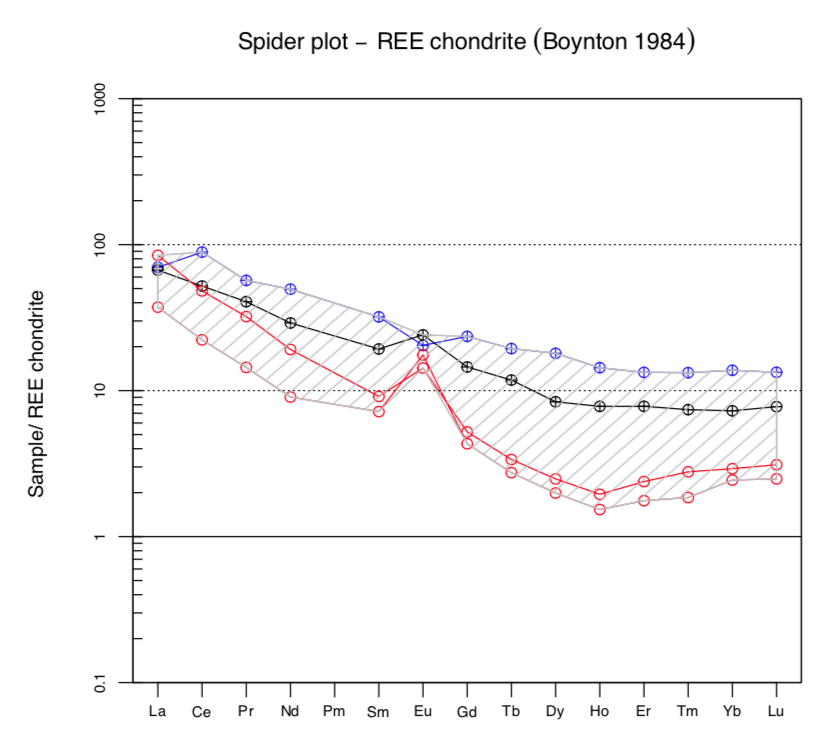 Spider plot – REE chondrite (Boynton 1984)
Sample/ REE chondrite
1000
100
10
1
0.1
La Ce Pr Nd Pm Sm Eu Gd Tb Dy Ho Er Tm Yb Lu